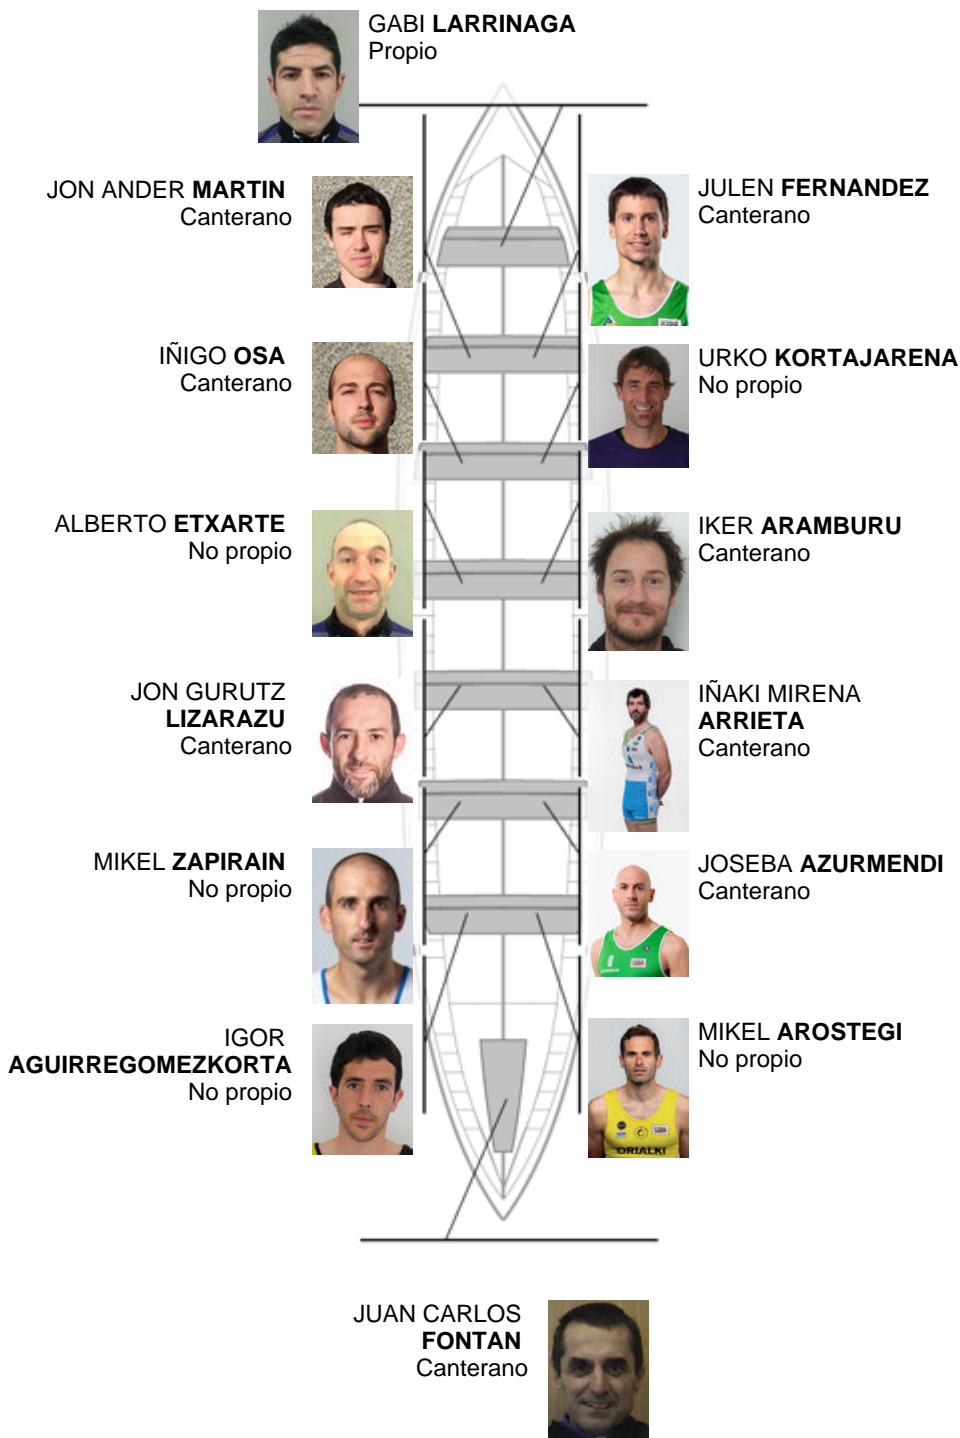 GABI LARRINAGA
Propio
JON ANDER MARTIN
Canterano
JULEN FERNANDEZ
Canterano
IÑIGO OSA
Canterano
URKO KORTAJARENA
No propio
ALBERTO ETXARTE
No propio
IKER ARAMBURU
Canterano
JON GURUTZ
LIZARAZU
Canterano
IÑAKI MIRENA
ARRIETA
Canterano
MIKEL ZAPIRAIN
No propio
JOSEBA AZURMENDI
Canterano
IGOR
AGUIRREGOMEZKORTA
No propio
MIKEL AROSTEGI
No propio
ORIALKI
JUAN CARLOS
FONTAN
Canterano